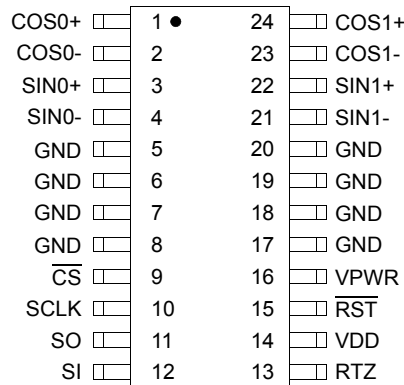 COS0+ 1 24 COS1+
COS0- 2 23 COS1-
SIN0+ 3 22 SIN1+
SIN0- 4 21 SIN1-
GND 5 20 GND
GND 6 19 GND
GND 7 18 GND
GND 8 17 GND
C̅S̅ 9 16 VPWR
SCLK 10 15 R̅S̅T̅
SO 11 14 VDD
SI 12 13 RTZ